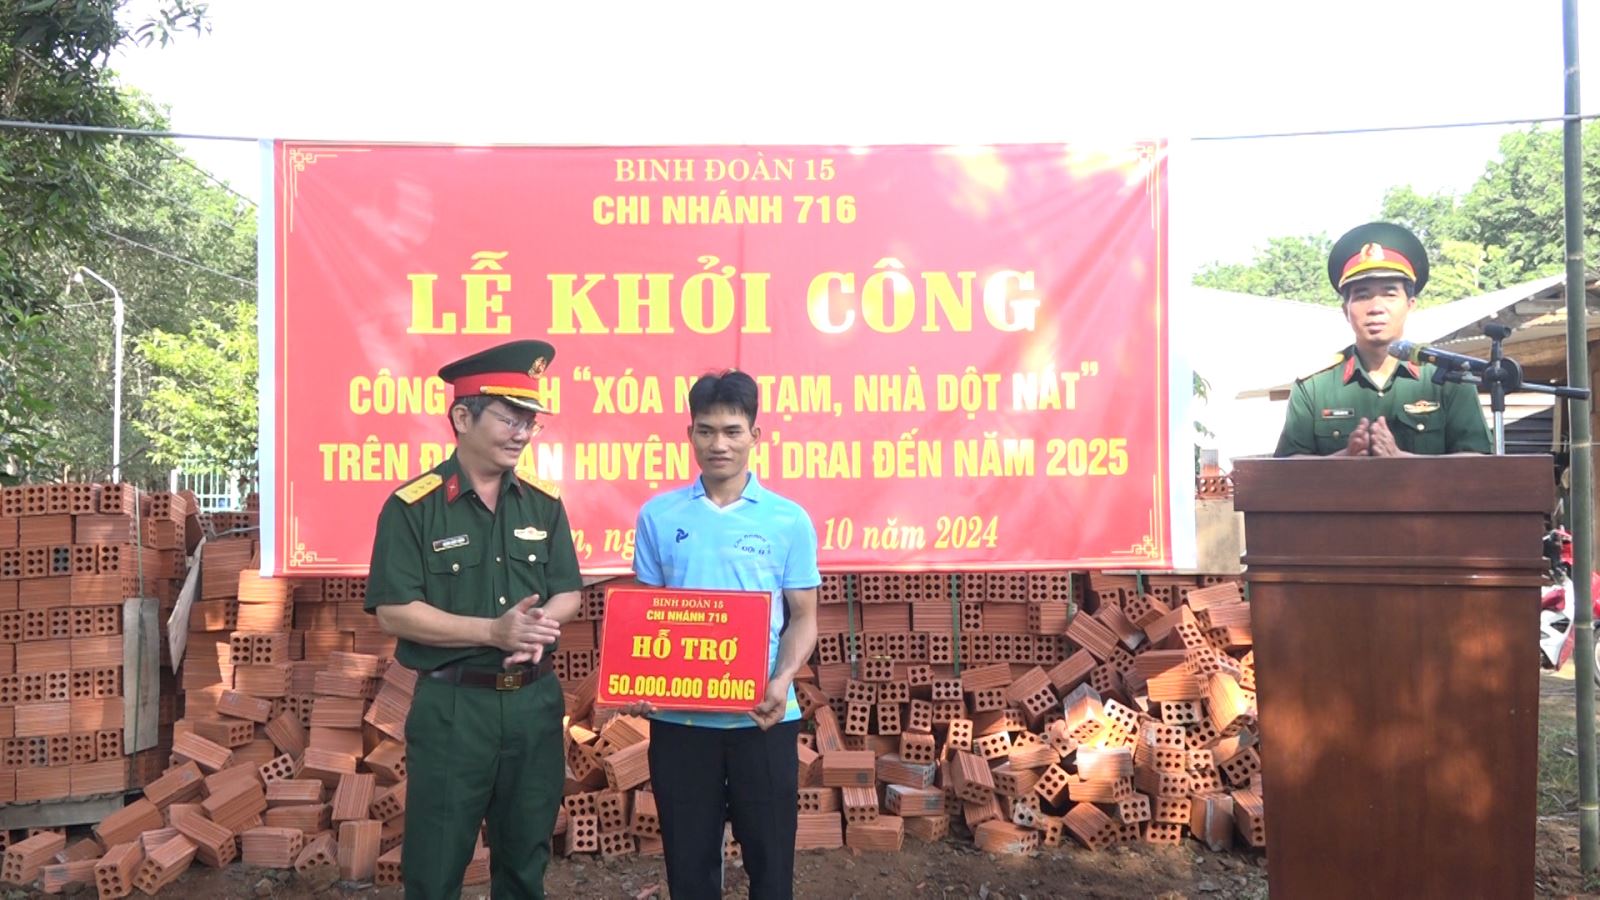 BINH ĐOÀN 15
CHI NHÁNH 716
LỄ KHỞI CÔNG
CÔNG "XÓA TẠM, NHÀ DỘT NÁT"
TRÊN HUYỆN DRAI ĐẾN NĂM 2025
10 năm 2024
BINH ĐOÀN 15
CHI NHÁNH 716
HỖ TRỢ
50.000.000 ĐỒNG